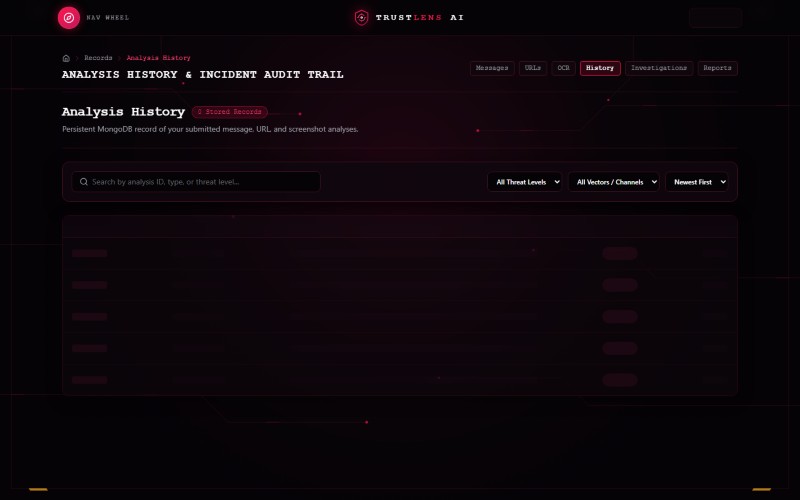 NAV WHEEL
TRUSTLENS AI
Records
Analysis History
ANALYSIS HISTORY & INCIDENT AUDIT TRAIL
Messages
URLs
OCR
History
Investigations
Reports
Analysis History
Stored Records
Persistent MongoDB record of your submitted message, URL, and screenshot analyses.
Search by analysis ID, type, or threat level...
All Threat Levels
All Vectors / Channels
Newest First